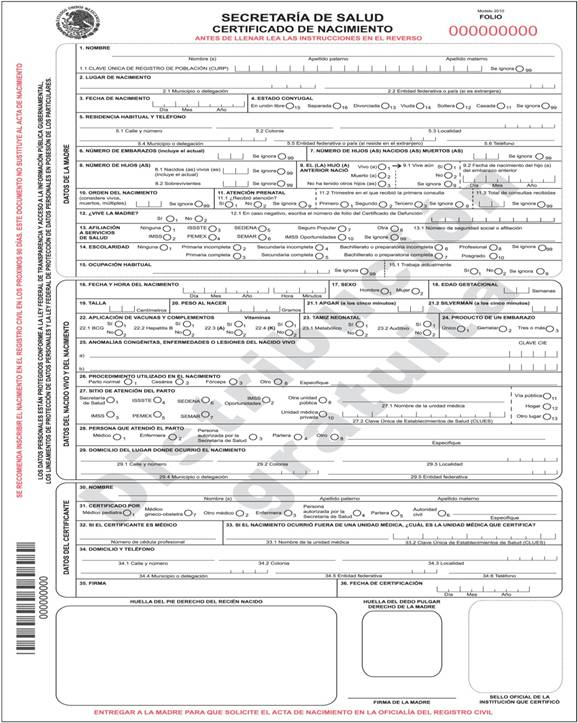 SECRETARÍA DE SALUD
CERTIFICADO DE NACIMIENTO
ANTES DE LLENAR LEA LAS INSTRUCCIONES EN EL REVERSO
Modelo 2010
FOLIO
000000000
SE RECOMIENDA INSCRIBIR EL NACIMIENTO EN EL REGISTRO CIVIL EN LOS PRÓXIMOS 90 DÍAS. ESTE DOCUMENTO NO SUSTITUYE AL ACTA DE NACIMIENTO
LOS DATOS PERSONALES ESTÁN PROTEGIDOS CONFORME A LA LEY FEDERAL DE TRANSPARENCIA Y ACCESO A LA INFORMACIÓN PÚBLICA GUBERNAMENTAL,
LOS LINEAMIENTOS DE PROTECCIÓN DE DATOS PERSONALES Y LA LEY FEDERAL DE PROTECCIÓN DE DATOS PERSONALES EN POSESIÓN DE LOS PARTICULARES.
000000000
DATOS DE LA MADRE
1. NOMBRE
Nombre (s) Apellido paterno Apellido materno
1.1 CLAVE ÚNICA DE REGISTRO DE POBLACIÓN (CURP) Se ignora 99
2. LUGAR DE NACIMIENTO
2.1 Municipio o delegación 2.2 Entidad federativa o país (si es extranjera)
3. FECHA DE NACIMIENTO Día Mes Año
4. ESTADO CONYUGAL
En unión libre 15 Separada 16 Divorciada 13 Viuda 14 Soltera 12 Casada 11 Se ignora 99
5. RESIDENCIA HABITUAL Y TELÉFONO
5.1 Calle y número 5.2 Colonia 5.3 Localidad
5.4 Municipio o delegación 5.5 Entidad federativa o país (si reside en el extranjero) 5.6 Teléfono
6. NÚMERO DE EMBARAZOS (incluye el actual) Se ignora 99
7. NÚMERO DE HIJOS (AS) NACIDOS (AS) MUERTOS (AS) Se ignora 99
8. NÚMERO DE HIJOS (AS)
8.1 Nacidos (as) vivos (as) (incluye el actual) Se ignora 99
8.2 Sobrevivientes Se ignora 99
9. EL (LA) HIJO (A) ANTERIOR NACIÓ
Vivo (a) 1 Muerto (a) 2 No ha tenido otros hijos (as) 3
9.1 Vive aún Sí 1 No 2 Se ignora 9
9.2 Fecha de nacimiento del hijo (a) del embarazo anterior
Día Mes Año
10. ORDEN DEL NACIMIENTO
(considere vivos, muertos, múltiples) Se ignora 99
11. ATENCIÓN PRENATAL
11.1 ¿Recibió atención?
Sí 1 No 2 Se ignora 9
11.2 Trimestre en el que recibió la primera consulta
Primero 1 Segundo 2 Tercero 3 Se ignora 9
11.3 Total de consultas recibidas
Se ignora 99
12. ¿VIVE LA MADRE?
Sí 1 No 2
12.1 En caso negativo, escriba el número de folio del Certificado de Defunción
13. AFILIACIÓN A SERVICIOS DE SALUD
Ninguna 1 ISSSTE 3 SEDENA 5 Seguro Popular 7 Otra 8
IMSS 2 PEMEX 4 SEMAR 6 IMSS Oportunidades 10 Se ignora 99
13.1 Número de seguridad social o afiliación
14. ESCOLARIDAD
Ninguna 1 Primaria incompleta 2 Secundaria incompleta 4 Bachillerato o preparatoria incompleta 6 Profesional 8 Se ignora 99
Primaria completa 3 Secundaria completa 5 Bachillerato o preparatoria completa 7 Posgrado 10
15. OCUPACIÓN HABITUAL Se ignora 99
15.1 Trabaja actualmente
Sí 1 No 2 Se ignora 9
DATOS DEL NACIDO VIVO Y DEL NACIMIENTO
16. FECHA Y HORA DEL NACIMIENTO
Día Mes Año Hora Minutos
17. SEXO
Hombre 1 Mujer 2
18. EDAD GESTACIONAL
Semanas
19. TALLA
Centímetros
20. PESO AL NACER
Gramos
21.1 APGAR (a los cinco minutos)
21.2 SILVERMAN (a los cinco minutos)
22. APLICACIÓN DE VACUNAS Y COMPLEMENTOS
Vitaminas
22.1 BCG Sí 1 No 2 22.2 Hepatitis B Sí 1 No 2 22.3 (A) Sí 1 No 2 22.4 (K) Sí 1 No 2
23. TAMIZ NEONATAL
23.1 Metabólico Sí 1 No 2 23.2 Auditivo Sí 1 No 2
24. PRODUCTO DE UN EMBARAZO
Único 1 Gemelar 2 Tres o más 3
25. ANOMALÍAS CONGÉNITAS, ENFERMEDADES O LESIONES DEL NACIDO VIVO CLAVE CIE
a)
b)
26. PROCEDIMIENTO UTILIZADO EN EL NACIMIENTO
Parto normal 1 Cesárea 2 Fórceps 3 Otro 8 Especifique
27. SITIO DE ATENCIÓN DEL PARTO
Secretaría de Salud 1 ISSSTE 4 SEDENA 6 IMSS Oportunidades 2 Otra unidad pública 8
IMSS 3 PEMEX 5 SEMAR 7 Unidad médica privada 10
27.1 Nombre de la unidad médica
27.2 Clave Única de Establecimientos de Salud (CLUES)
Vía pública 11
Hogar 12
Otro lugar 13
28. PERSONA QUE ATENDIÓ EL PARTO
Médico 1 Enfermera 2 Persona autorizada por la Secretaría de Salud 3 Partera 4 Otro 8
Especifique
29. DOMICILIO DEL LUGAR DONDE OCURRIÓ EL NACIMIENTO
29.1 Calle y número 29.2 Colonia 29.3 Localidad
29.4 Municipio o delegación 29.5 Entidad federativa
DATOS DEL CERTIFICANTE
30. NOMBRE
Nombre (s) Apellido paterno Apellido materno
31. CERTIFICADO POR
Médico pediatra 1 Médico gineco-obstetra 7 Otro médico 2 Enfermera 3 Persona autorizada por la Secretaría de Salud 4 Partera 5 Autoridad civil 6
Especifique
32. SI EL CERTIFICANTE ES MÉDICO
Número de cédula profesional
33. SI EL NACIMIENTO OCURRIÓ FUERA DE UNA UNIDAD MÉDICA, ¿CUÁL ES LA UNIDAD MÉDICA QUE CERTIFICA?
33.1 Nombre de la unidad médica 33.2 Clave Única de Establecimientos de Salud (CLUES)
34. DOMICILIO Y TELÉFONO
34.1 Calle y número 34.2 Colonia 34.3 Localidad
34.4 Municipio o delegación 34.5 Entidad federativa 34.6 Teléfono
35. FIRMA
36. FECHA DE CERTIFICACIÓN
Día Mes Año
HUELLA DEL PIE DERECHO DEL RECIÉN NACIDO
HUELLA DEL DEDO PULGAR DERECHO DE LA MADRE
FIRMA DE LA MADRE
SELLO OFICIAL DE LA INSTITUCIÓN QUE CERTIFICÓ
ENTREGAR A LA MADRE PARA QUE SOLICITE EL ACTA DE NACIMIENTO EN LA OFICIALÍA DEL REGISTRO CIVIL
Distribución gratuita